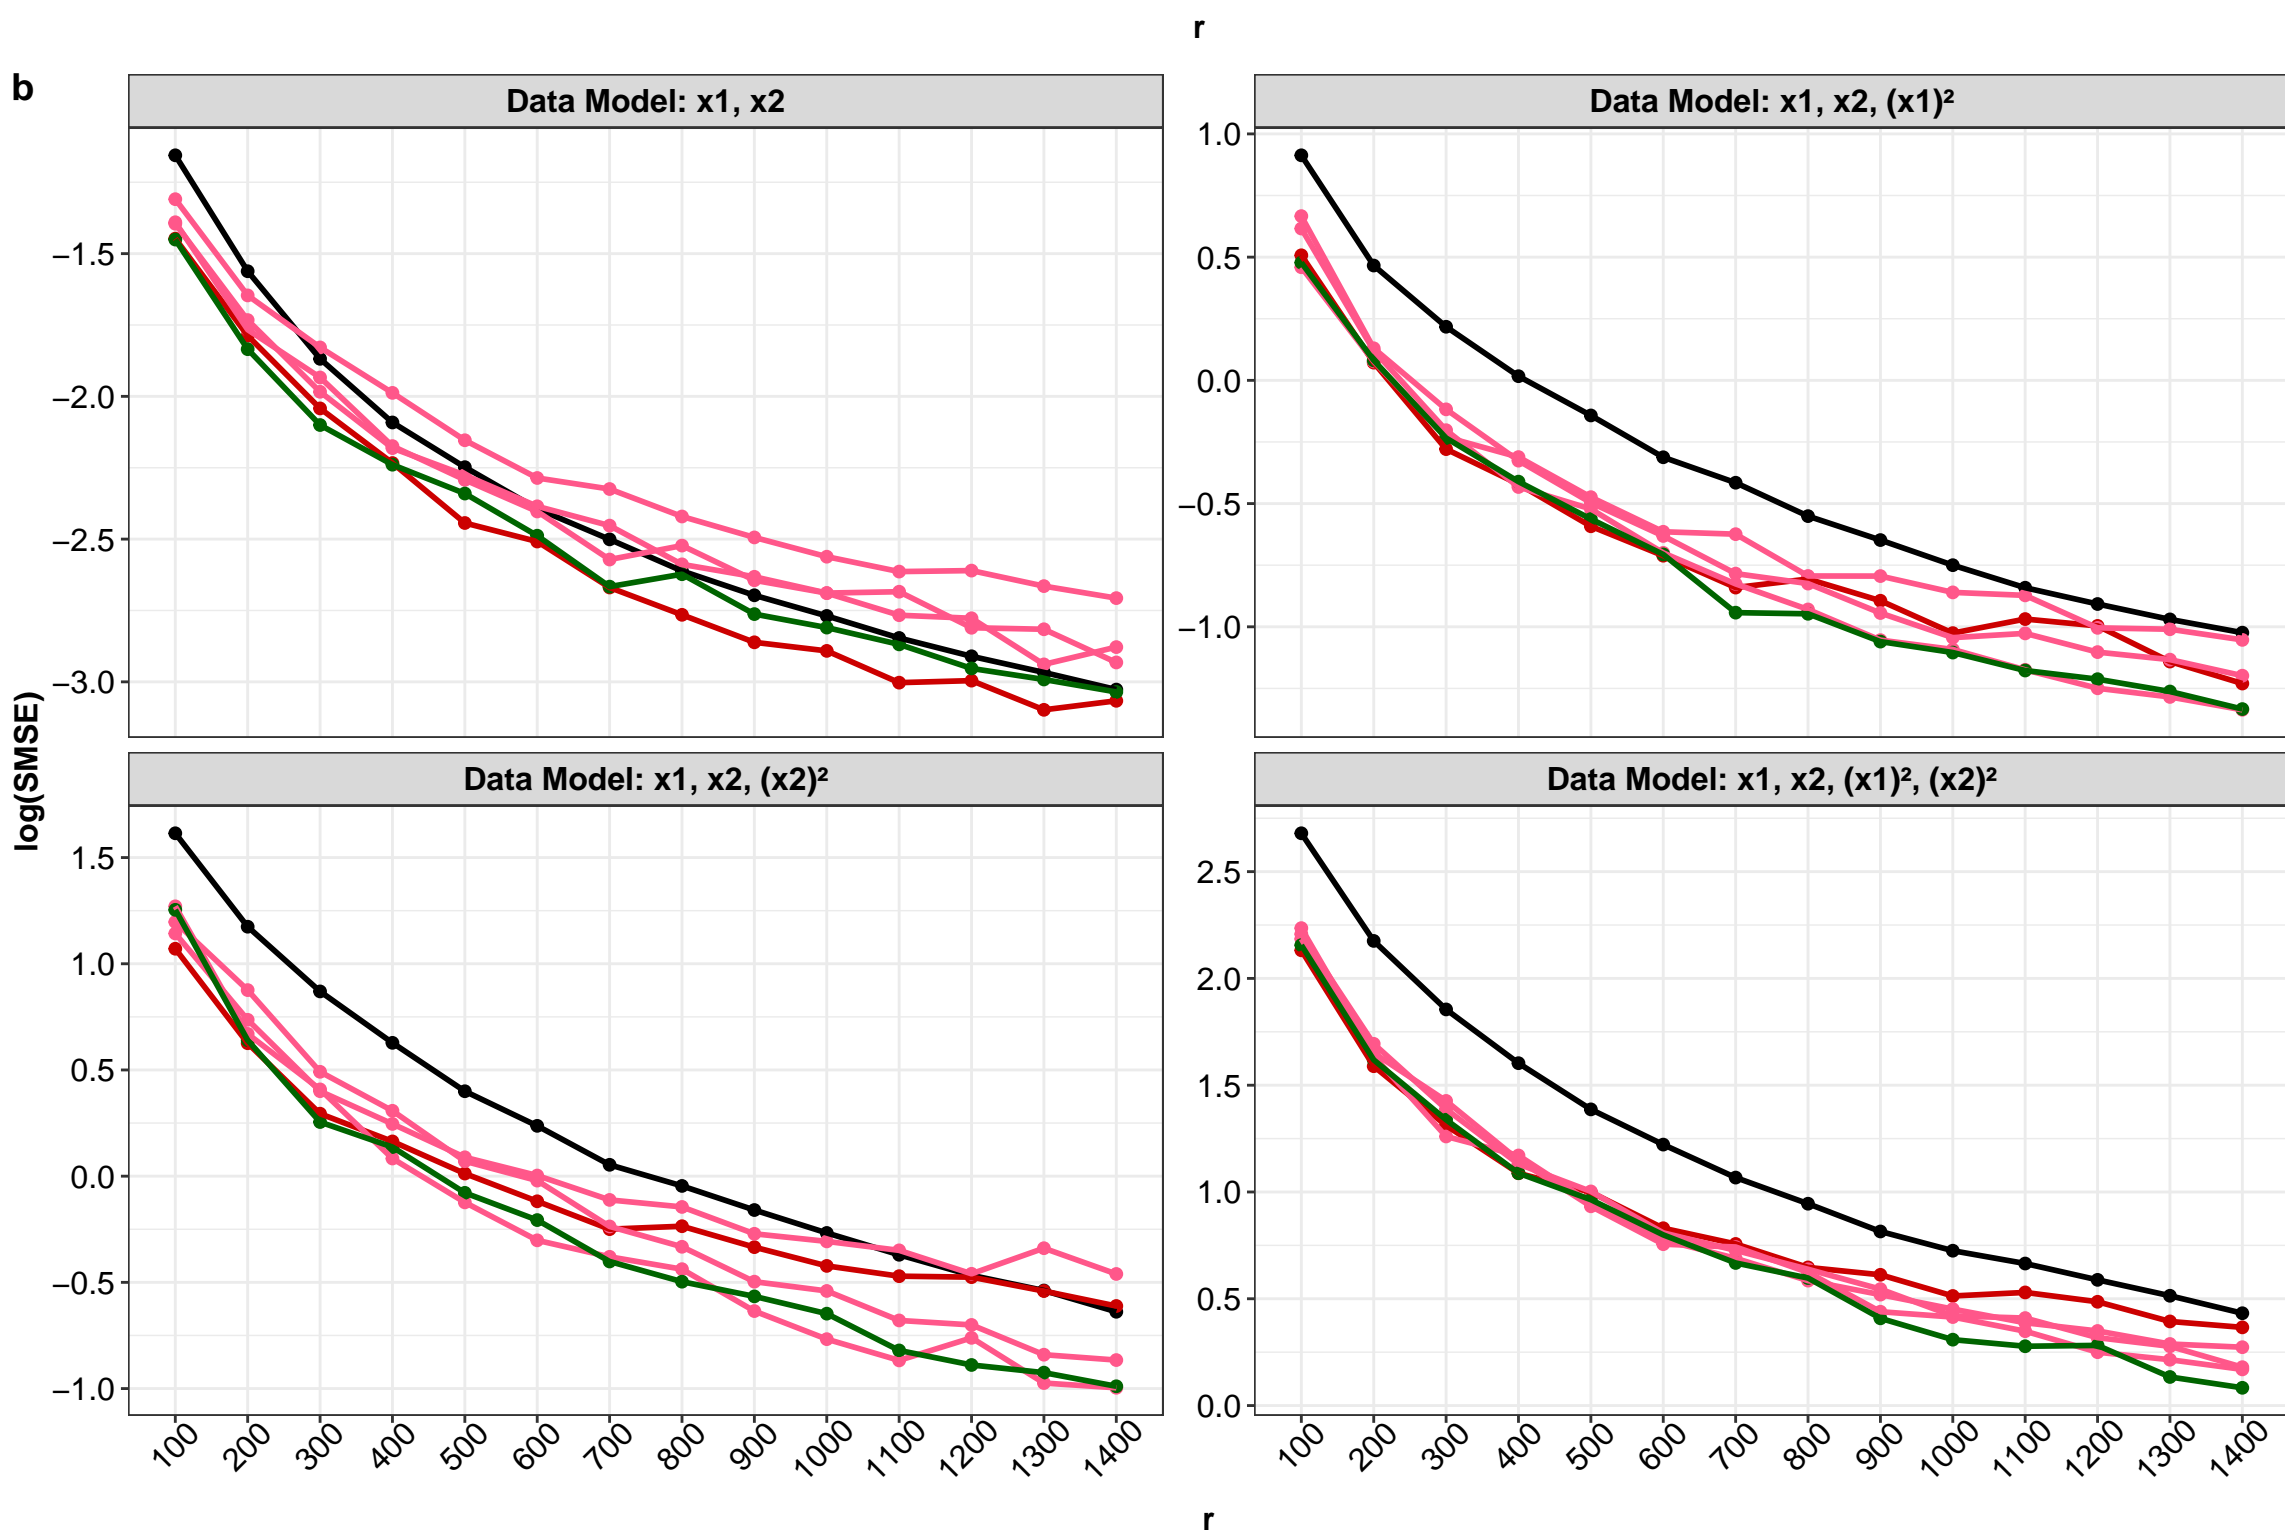 r
b
Data Model: x1, x2
Data Model: x1, x2, (x1)²
−1.5
−2.0
−2.5
−3.0
1.0
0.5
0.0
−0.5
−1.0
log(SMSE)
Data Model: x1, x2, (x2)²
Data Model: x1, x2, (x1)², (x2)²
1.5
1.0
0.5
0.0
−0.5
−1.0
2.5
2.0
1.5
1.0
0.5
0.0
100 200 300 400 500 600 700 800 900 1000 1100 1200 1300 1400
100 200 300 400 500 600 700 800 900 1000 1100 1200 1300 1400
r